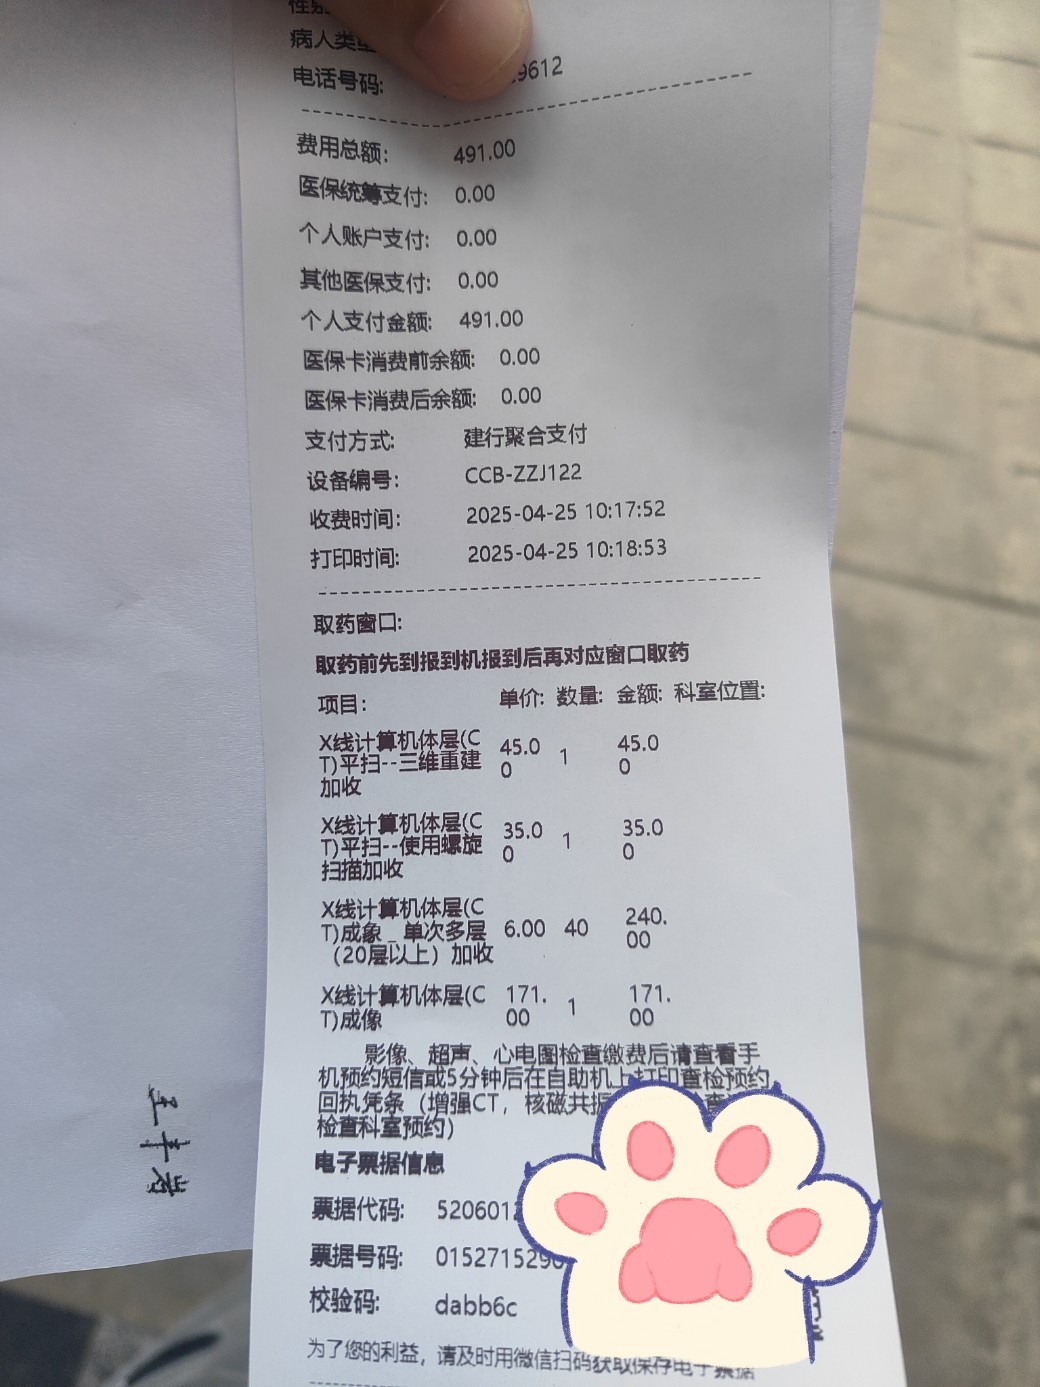 性别
病人类型
电话号码: 9612
费用总额: 491.00
医保统筹支付: 0.00
个人账户支付: 0.00
其他医保支付: 0.00
个人支付金额: 491.00
医保卡消费前余额: 0.00
医保卡消费后余额: 0.00
支付方式: 建行聚合支付
设备编号: CCB-ZZJ122
收费时间: 2025-04-25 10:17:52
打印时间: 2025-04-25 10:18:53
取药窗口:
取药前先到报到机报到后再对应窗口取药
项目: 单价: 数量: 金额: 科室位置:
X线计算机体层(C 45.0 1 45.0
T)平扫--三维重建 0 0
加收
X线计算机体层(C 35.0 1 35.0
T)平扫--使用螺旋 0 0
扫描加收
X线计算机体层(C 240.
T)成象_单次多层 6.00 40 00
（20层以上）加收
X线计算机体层(C 171. 1 171.
T)成像 00 00
影像、超声、心电图检查缴费后请查看手
机预约短信或5分钟后在自助机上打印查检预约
回执凭条（增强CT，核磁共振
检查科室预约）
电子票据信息
票据代码: 520601
票据号码: 015271529
校验码: dabb6c
为了您的利益，请及时用微信扫码获取保存电子票据